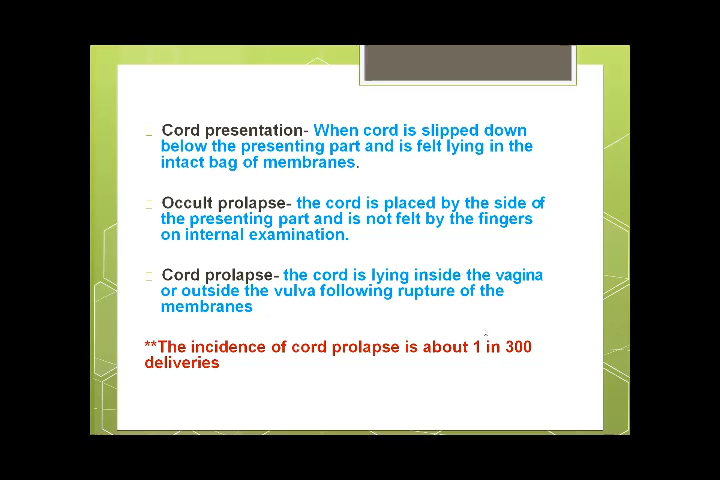 Cord presentation- When cord is slipped down
below the presenting part and is felt lying in the
intact bag of membranes.
Occult prolapse- the cord is placed by the side of
the presenting part and is not felt by the fingers
on internal examination.
Cord prolapse- the cord is lying inside the vagina
or outside the vulva following rupture of the
membranes
**The incidence of cord prolapse is about 1 in 300
deliveries